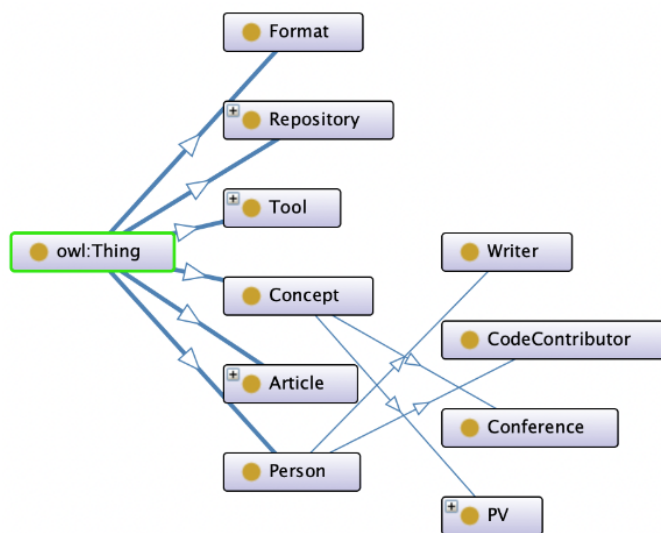 Format
Repository
Tool
owl:Thing
Writer
Concept
CodeContributor
Article
Conference
Person
PV